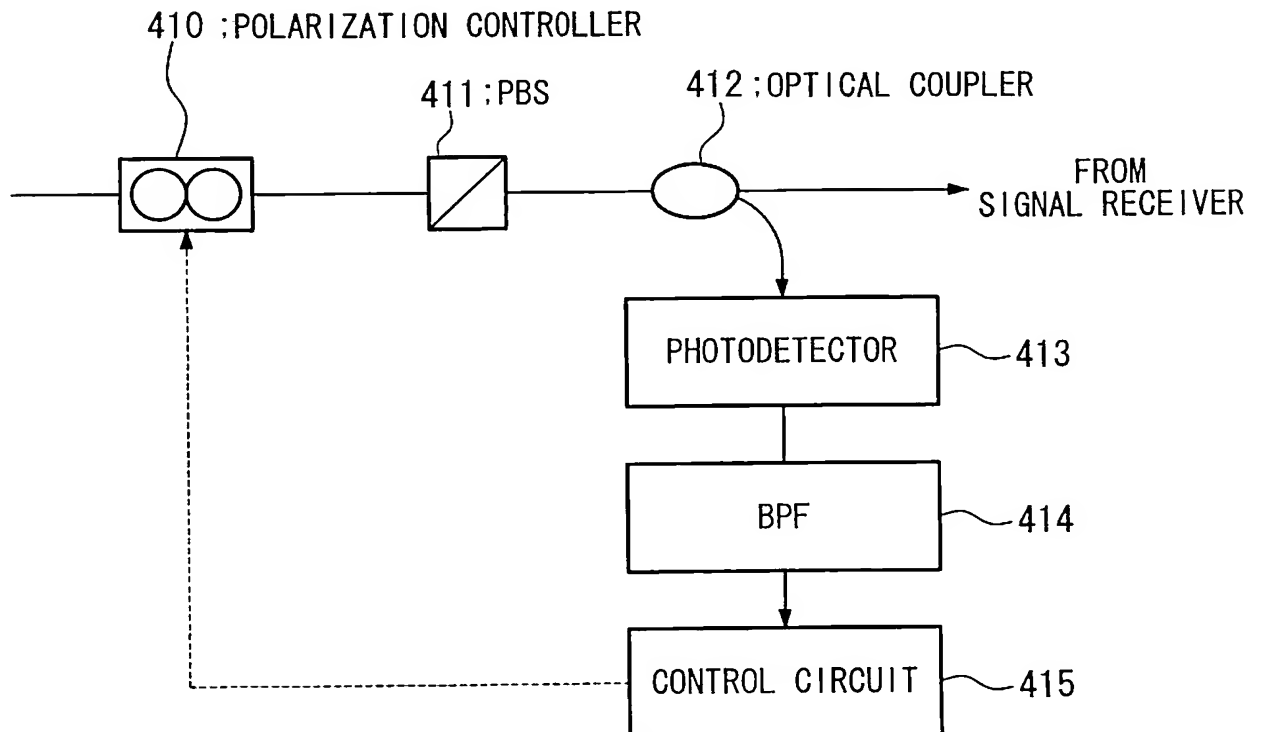 410 ;POLARIZATION CONTROLLER
411;PBS
412;OPTICAL COUPLER
FROM
SIGNAL RECEIVER
PHOTODETECTOR
413
BPF
414
CONTROL CIRCUIT
415